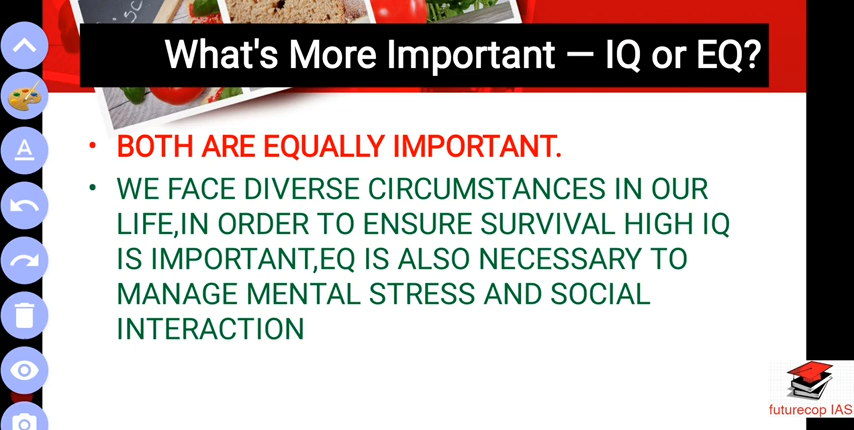 What's More Important — IQ or EQ?
• BOTH ARE EQUALLY IMPORTANT.
• WE FACE DIVERSE CIRCUMSTANCES IN OUR
LIFE,IN ORDER TO ENSURE SURVIVAL HIGH IQ
IS IMPORTANT,EQ IS ALSO NECESSARY TO
MANAGE MENTAL STRESS AND SOCIAL
INTERACTION
A
futurecop IAS